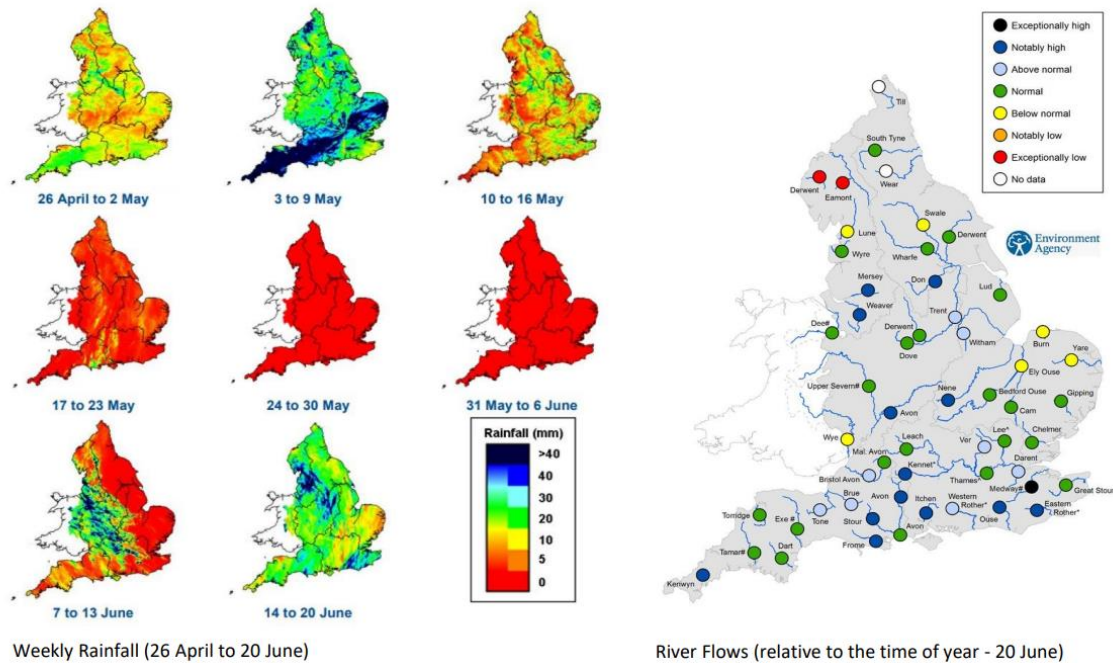 26 April to 2 May
3 to 9 May
10 to 16 May
17 to 23 May
24 to 30 May
31 May to 6 June
Rainfall (mm)
>40
40
30
20
10
5
0
7 to 13 June
14 to 20 June
Weekly Rainfall (26 April to 20 June)
Exceptionally high
Notably high
Above normal
Normal
Below normal
Notably low
Exceptionally low
No data
Environment
Agency
Till
South Tyne
Wear
Derwent
Eamont
Swale
Lune
Derwent
Wyre
Wharfe
Mersey
Don
Lud
Weaver
Trent
Dee#
Derwent
Dove
Witham
Burn
Yare
Ely Ouse
Upper Severn#
Nene
Bedford Ouse
Gipping
Avon
Cam
Wye
Leach
Ver
Lee*
Chelmer
Mal. Avon
Kennet*
Darent
Bristol Avon
Thames*
Medway#
Great Stour
Brue
Avon
Itchen
Western
Rother*
Eastern
Rother*
Torridge
Exe #
Tone
Stour
Avon
Ouse
Tamar#
Dart
Frome
Kenwyn
River Flows (relative to the time of year - 20 June)